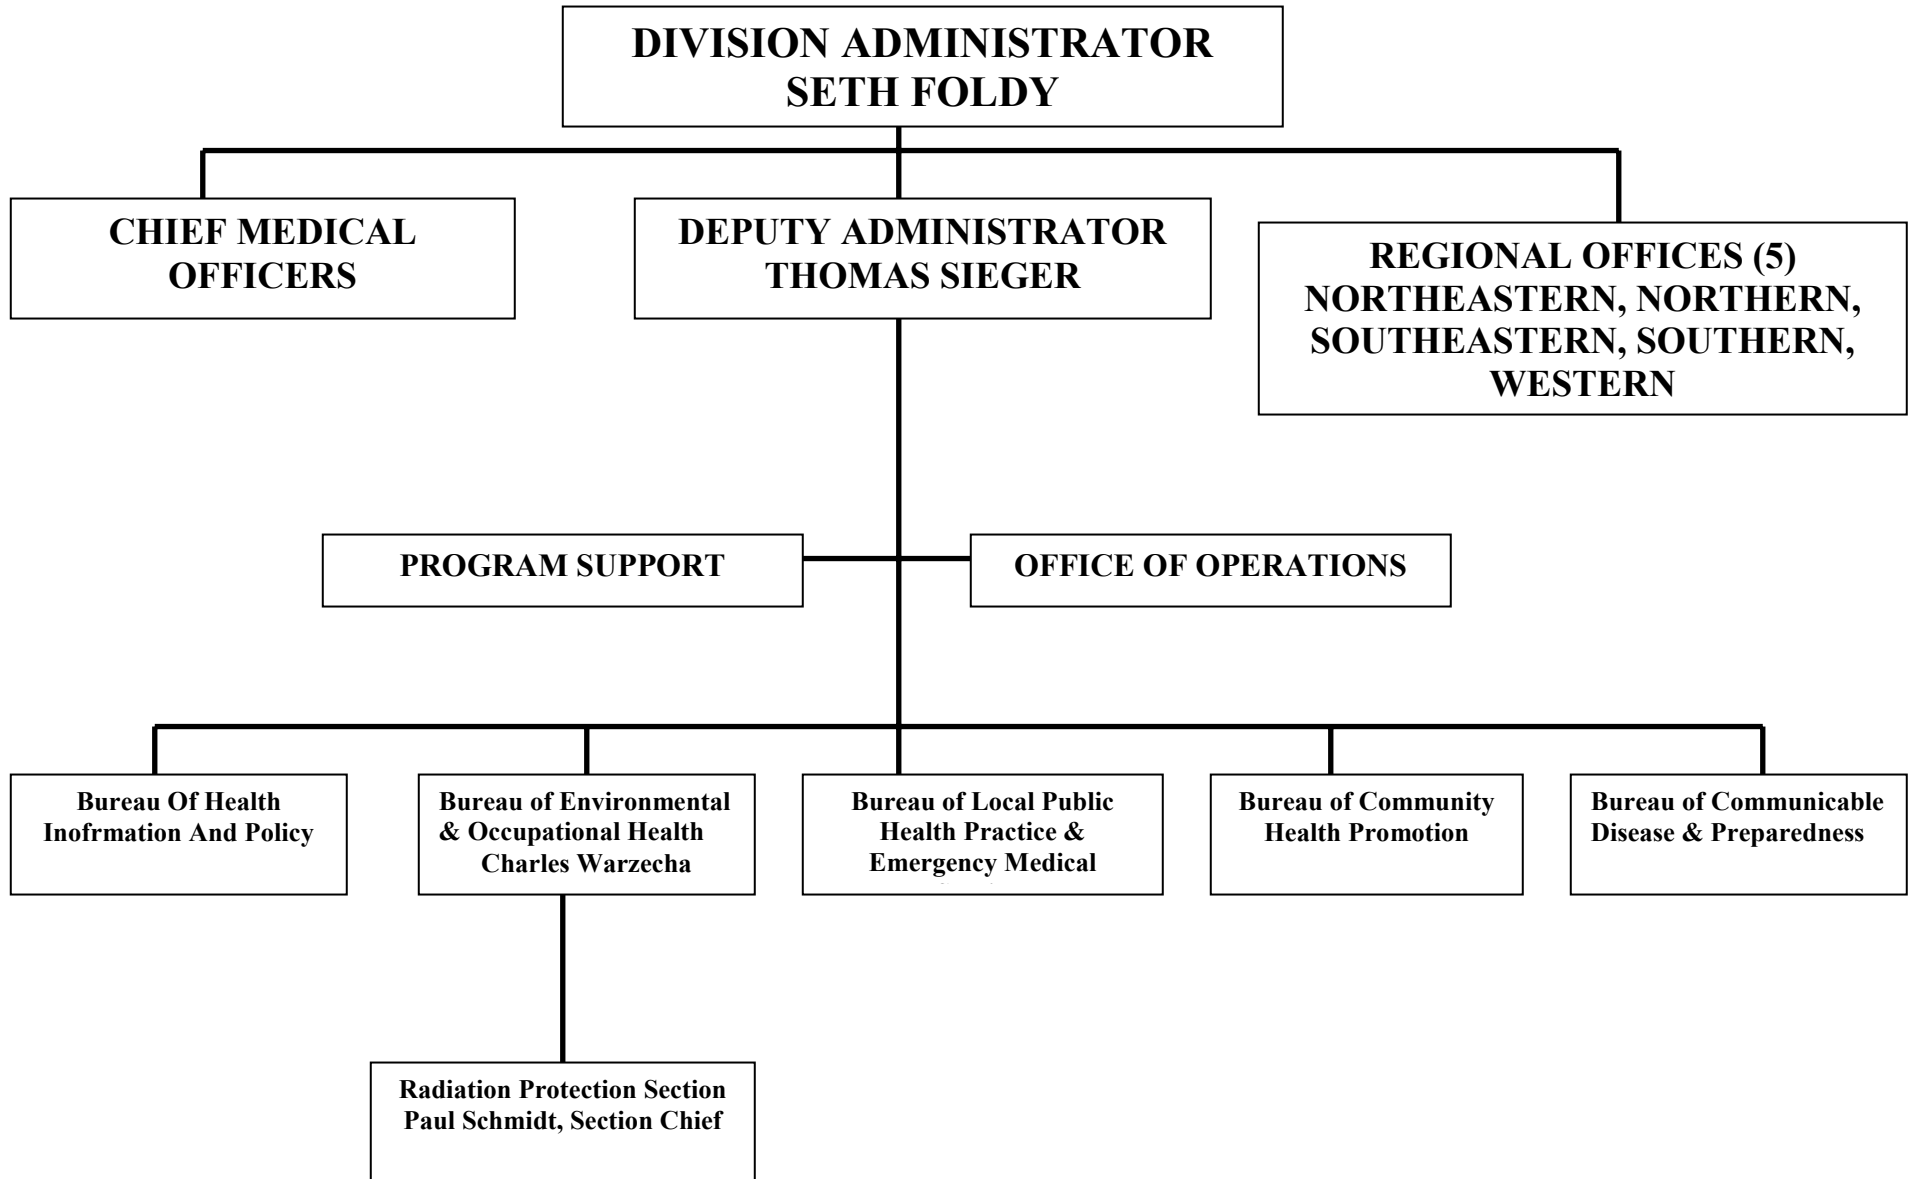 DIVISION ADMINISTRATOR
SETH FOLDY
CHIEF MEDICAL
OFFICERS
DEPUTY ADMINISTRATOR
THOMAS SIEGER
REGIONAL OFFICES (5)
NORTHEASTERN, NORTHERN,
SOUTHEASTERN, SOUTHERN,
WESTERN
PROGRAM SUPPORT
OFFICE OF OPERATIONS
Bureau Of Health
Inofrmation And Policy
Bureau of Environmental
& Occupational Health
Charles Warzecha
Bureau of Local Public
Health Practice &
Emergency Medical
Bureau of Community
Health Promotion
Bureau of Communicable
Disease & Preparedness
Radiation Protection Section
Paul Schmidt, Section Chief